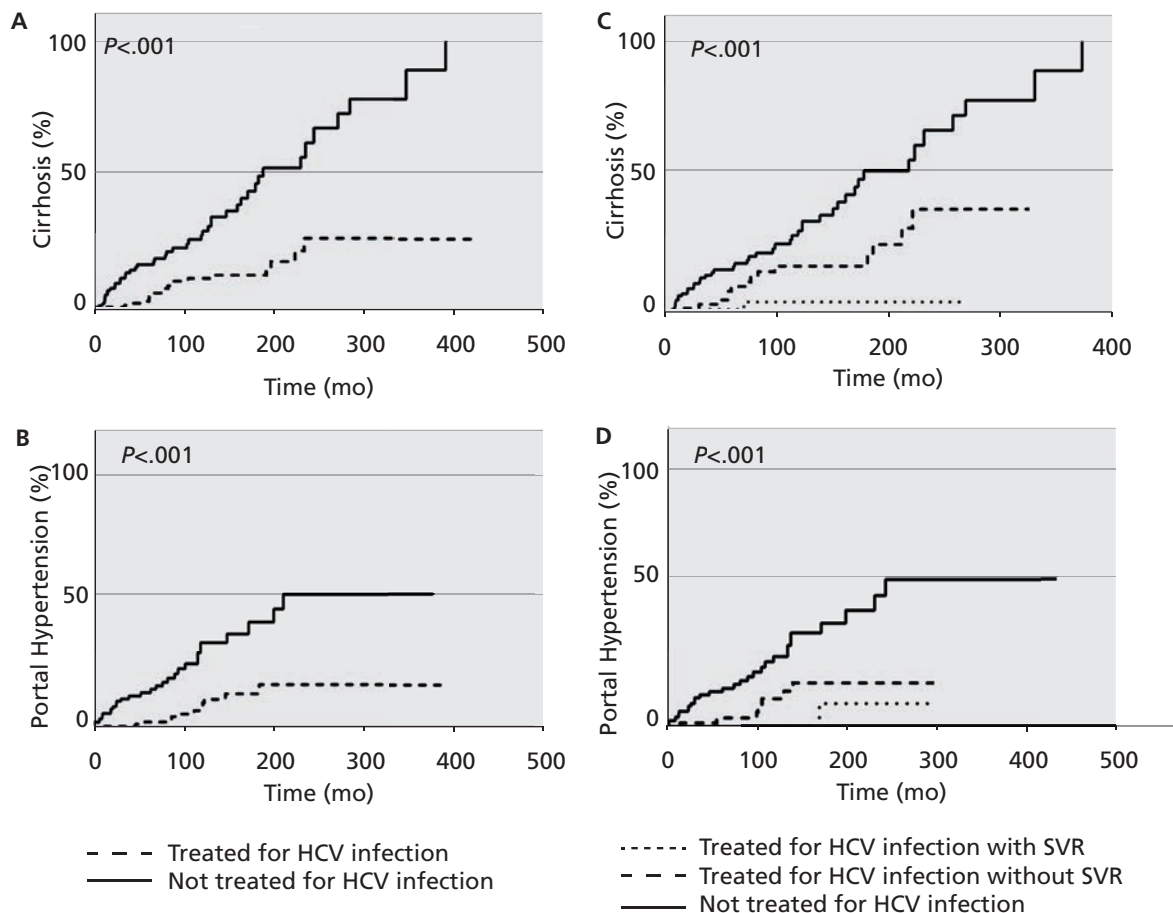 A
P<.001
Cirrhosis (%)
100
50
0
0 100 200 300 400 500
Time (mo)
C
P<.001
Cirrhosis (%)
100
50
0
0 100 200 300 400
Time (mo)
B
P<.001
Portal Hypertension (%)
100
50
0
0 100 200 300 400 500
Time (mo)
D
P<.001
Portal Hypertension (%)
100
50
0
0 100 200 300 400 500
Time (mo)
Treated for HCV infection
Not treated for HCV infection
Treated for HCV infection with SVR
Treated for HCV infection without SVR
Not treated for HCV infection